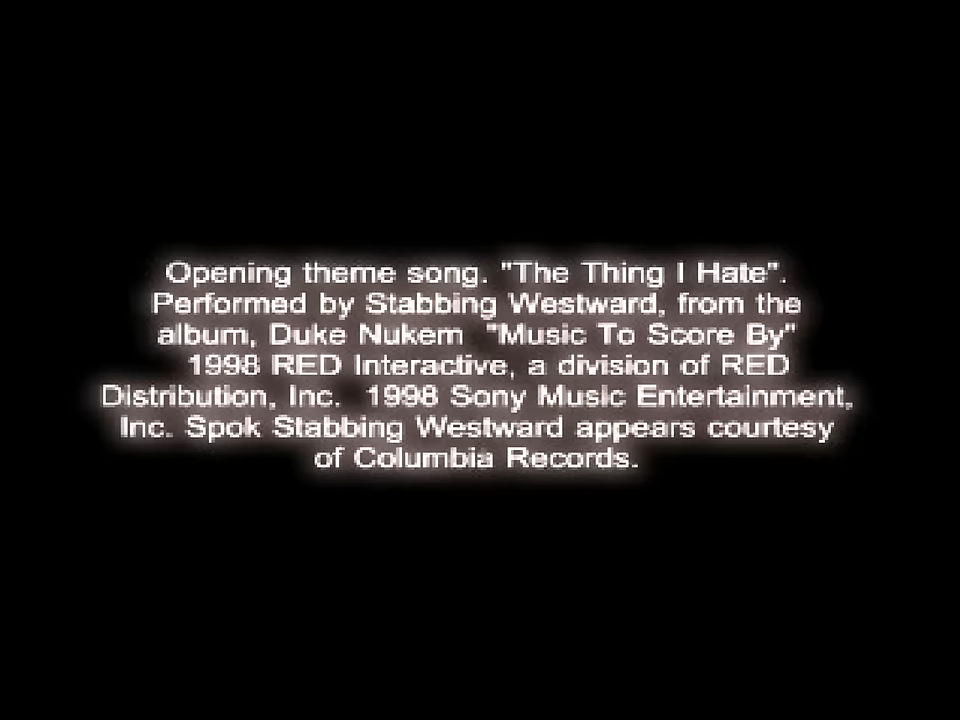 Opening theme song. "The Thing I Hate".
Performed by Stabbing Westward, from the
album, Duke Nukem "Music To Score By"
1998 RED Interactive, a division of RED
Distribution, Inc. 1998 Sony Music Entertainment,
Inc. Spok Stabbing Westward appears courtesy
of Columbia Records.